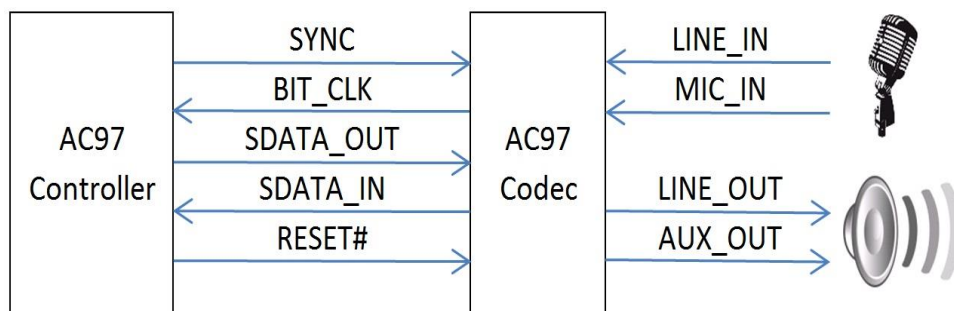 AC97
Controller
SYNC
BIT_CLK
SDATA_OUT
SDATA_IN
RESET#
AC97
Codec
LINE_IN
MIC_IN
LINE_OUT
AUX_OUT